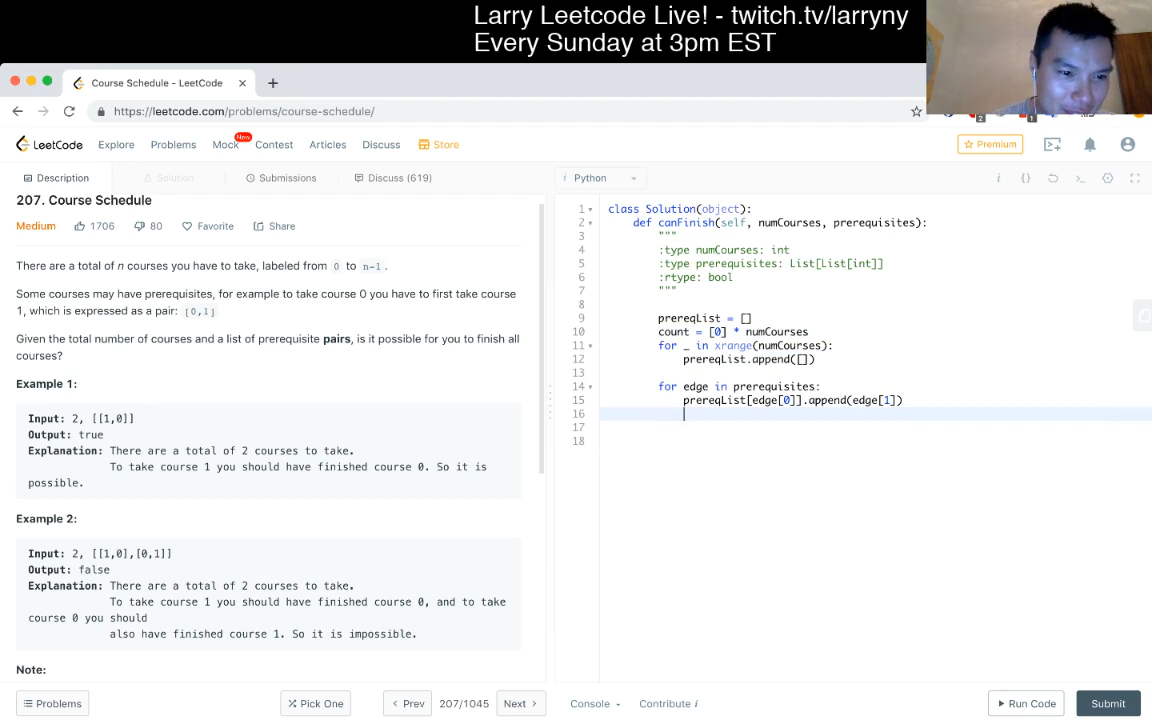 Larry Leetcode Live! - twitch.tv/larryny
Every Sunday at 3pm EST
Course Schedule - LeetCode
https://leetcode.com/problems/course-schedule/
2
1
LeetCode Explore Problems Mock New Contest Articles Discuss Store Premium
Description Solution Submissions Discuss (619)
i Python i {}
207. Course Schedule
Medium 1706 80 Favorite Share
There are a total of n courses you have to take, labeled from 0 to n-1 .
Some courses may have prerequisites, for example to take course 0 you have to first take course
1, which is expressed as a pair: [0,1]
Given the total number of courses and a list of prerequisite pairs, is it possible for you to finish all
courses?
Example 1:
Input: 2, [[1,0]]
Output: true
Explanation: There are a total of 2 courses to take.
To take course 1 you should have finished course 0. So it is
possible.
Example 2:
Input: 2, [[1,0],[0,1]]
Output: false
Explanation: There are a total of 2 courses to take.
To take course 1 you should have finished course 0, and to take
course 0 you should
also have finished course 1. So it is impossible.
Note:
1 class Solution(object):
2 def canFinish(self, numCourses, prerequisites):
3 """
4 :type numCourses: int
5 :type prerequisites: List[List[int]]
6 :rtype: bool
7 """
8
9 prereqList = []
10 count = [0] * numCourses
11 for _ in xrange(numCourses):
12 prereqList.append([])
13
14 for edge in prerequisites:
15 prereqList[edge[0]].append(edge[1])
16
17
18
Problems Pick One Prev 207/1045 Next Console Contribute i Run Code Submit